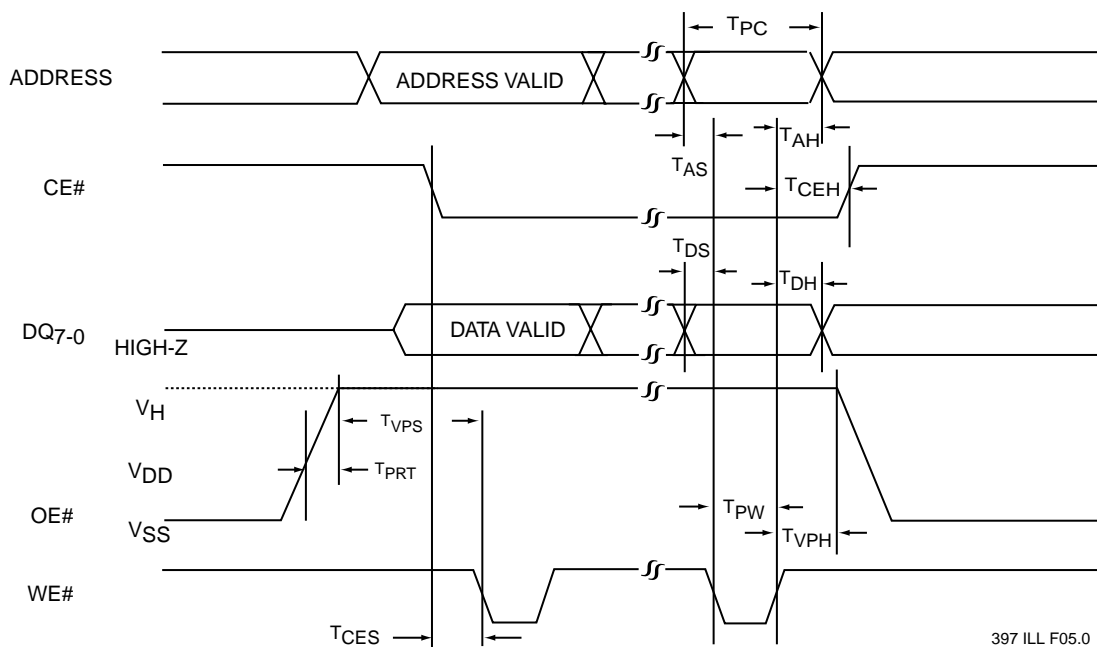 TPC
ADDRESS
ADDRESS VALID
TAH
TAS
CE#
TCEH
TDS
TDH
DQ7-0
DATA VALID
HIGH-Z
VH
TVPS
VDD
TPRT
OE#
VSS
TPW
TVPH
WE#
TCES
397 ILL F05.0